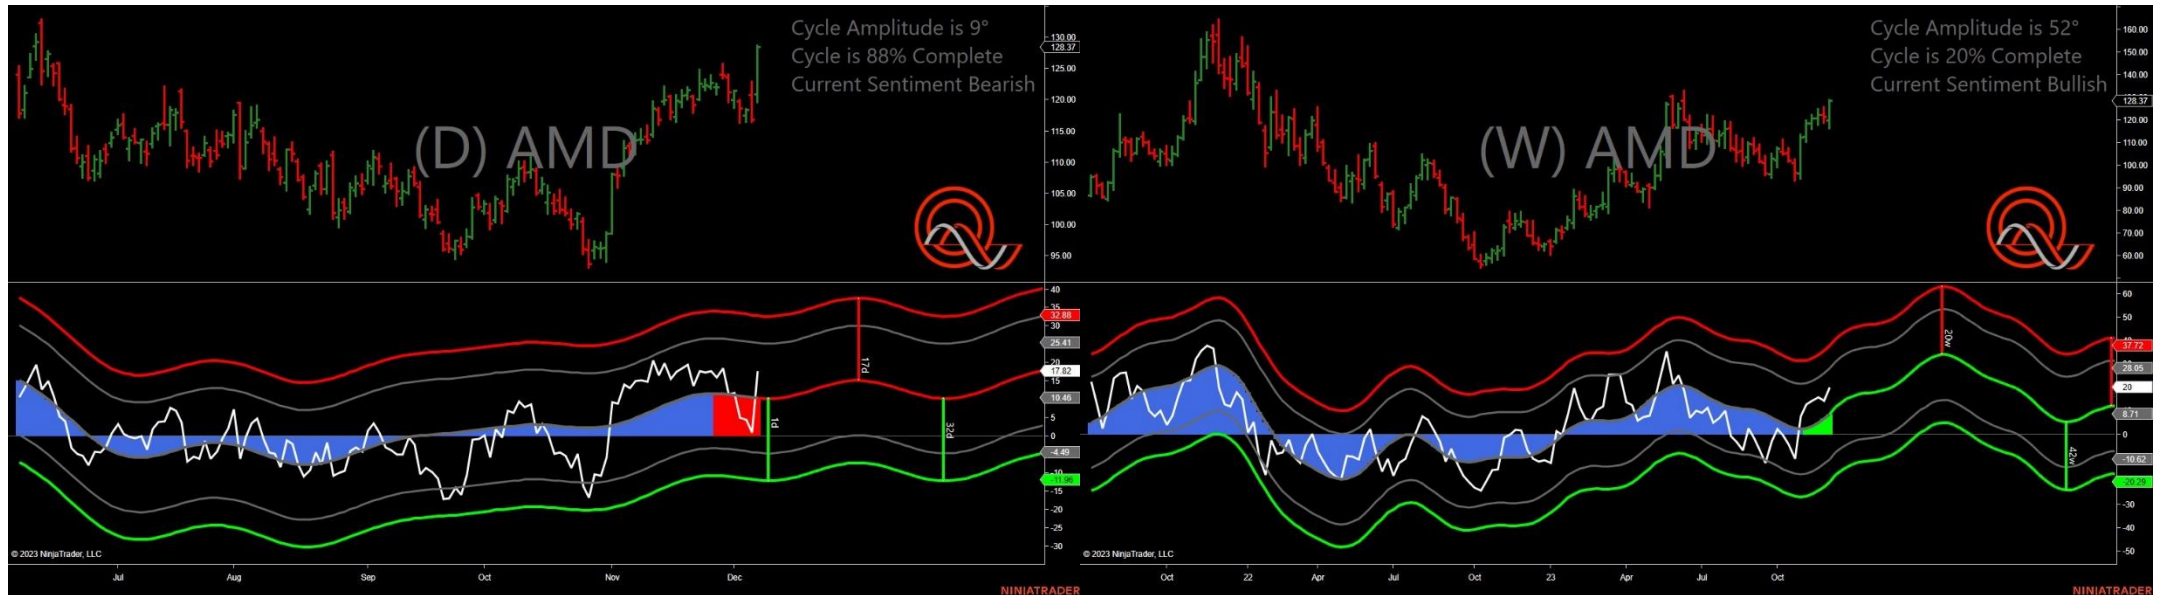 Cycle Amplitude is 9°
Cycle is 88% Complete
Current Sentiment Bearish
(D) AMD
130.00
128.37
125.00
120.00
115.00
110.00
105.00
100.00
95.00
40
35
32.88
30
25.41
20
17.82
15
10.46
5
0
-4.49
-10
-11.96
-15
-20
-25
-30
17d
1d
32d
© 2023 NinjaTrader, LLC
Jul
Aug
Sep
Oct
Nov
Dec
NINJATRADER
Cycle Amplitude is 52°
Cycle is 20% Complete
Current Sentiment Bullish
(W) AMD
160.00
150.00
140.00
128.37
120.00
110.00
100.00
90.00
80.00
70.00
60.00
60
50
37.72
28.05
20
8.71
0
-10.62
-20.29
-30
-40
-50
20w
42w
© 2023 NinjaTrader, LLC
Oct
22
Apr
Jul
Oct
23
Apr
Jul
Oct
NINJATRADER